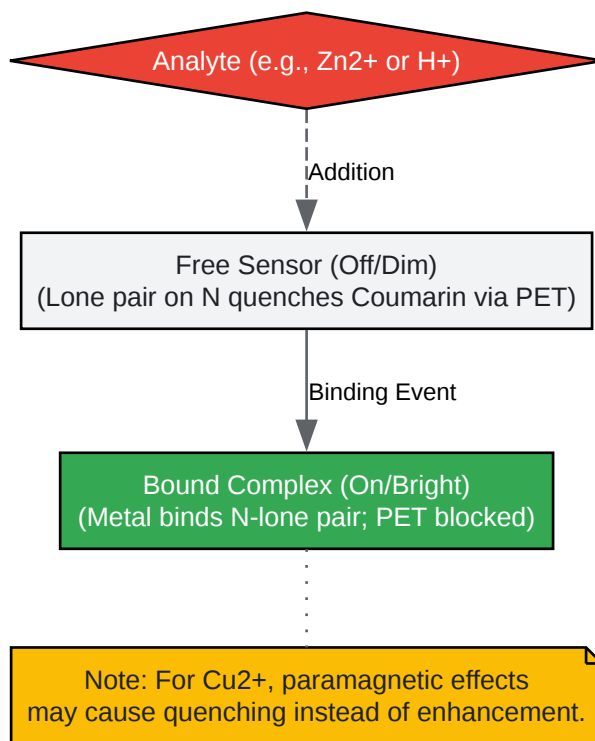 Analyte (e.g., Zn2+ or H+)
Addition
Free Sensor (Off/Dim)
(Lone pair on N quenches Coumarin via PET)
Binding Event
Bound Complex (On/Bright)
(Metal binds N-lone pair; PET blocked)
Note: For Cu2+, paramagnetic effects
may cause quenching instead of enhancement.